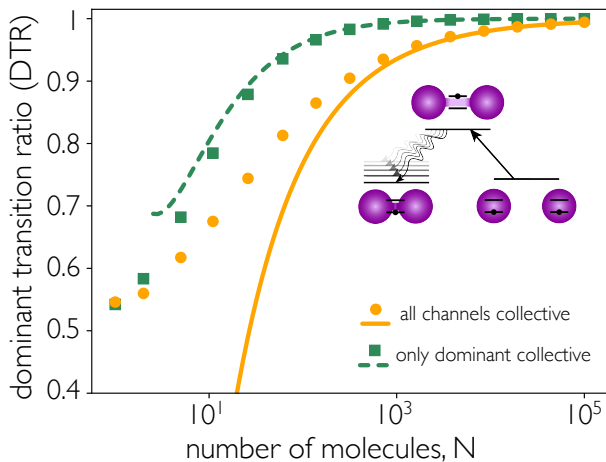 dominant transition ratio (DTR)
1
0.9
0.8
0.7
0.6
0.5
0.4
all channels collective
only dominant collective
10¹ 10³ 10⁵
number of molecules, N